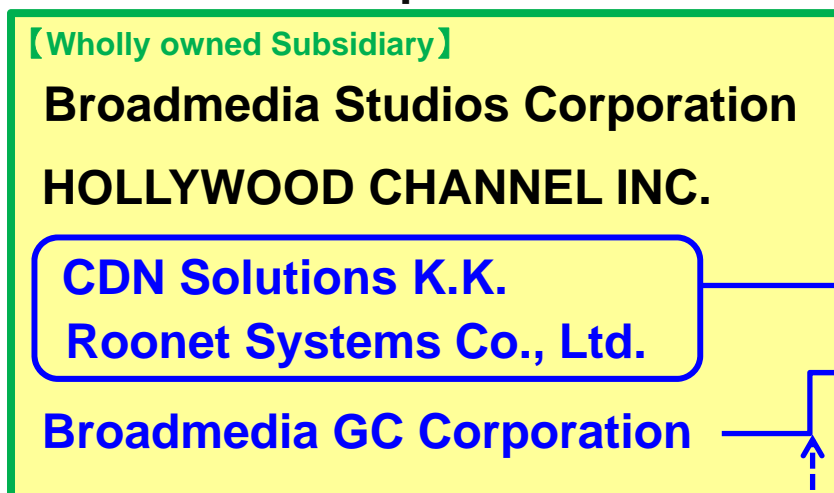 【Wholly owned Subsidiary】
Broadmedia Studios Corporation
HOLLYWOOD CHANNEL INC.
CDN Solutions K.K.
Roonet Systems Co., Ltd.
Broadmedia GC Corporation